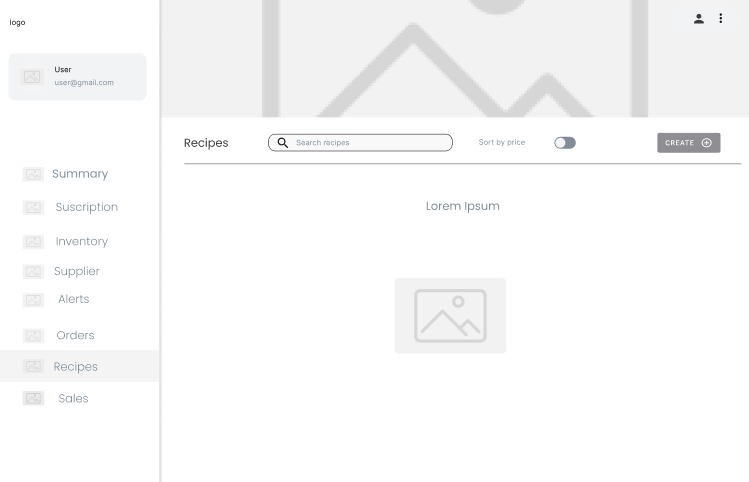 logo
User
user@gmail.com
Summary
Suscription
Inventory
Supplier
Alerts
Orders
Recipes
Sales
Recipes
Search recipes
Sort by price
CREATE
Lorem Ipsum